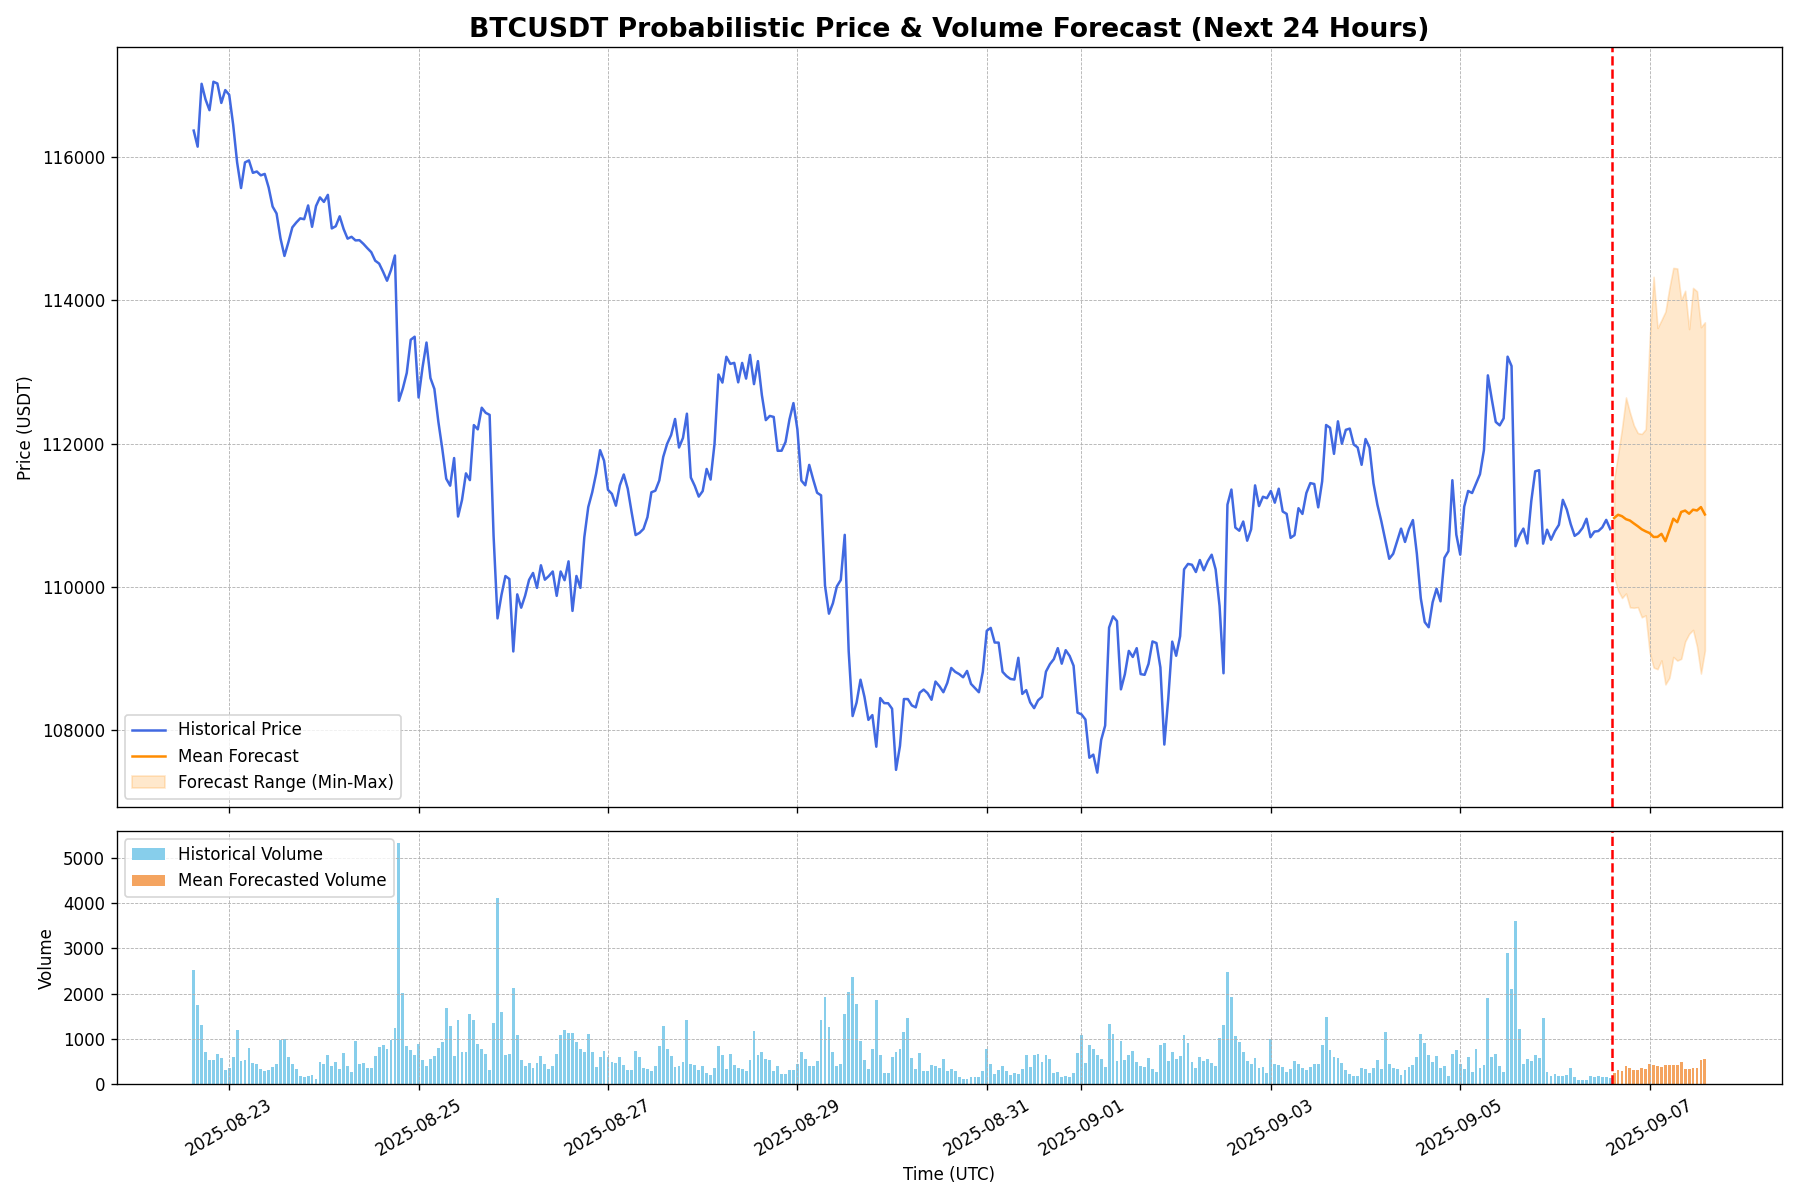 BTCUSDT Probabilistic Price & Volume Forecast (Next 24 Hours)
Price (USDT)
116000
114000
112000
110000
108000
Historical Price
Mean Forecast
Forecast Range (Min-Max)
Volume
5000
4000
3000
2000
1000
0
Historical Volume
Mean Forecasted Volume
2025-08-23
2025-08-25
2025-08-27
2025-08-29
2025-08-31
2025-09-01
2025-09-03
2025-09-05
2025-09-07
Time (UTC)